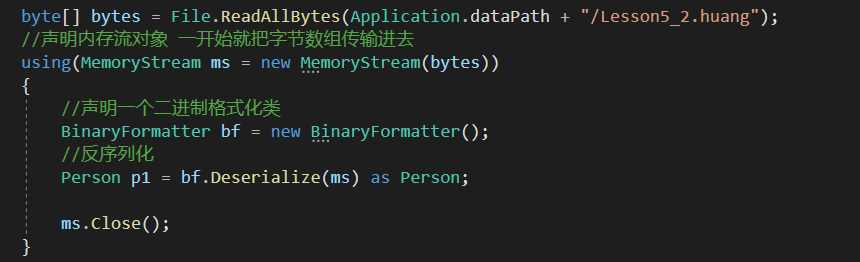 byte[] bytes = File.ReadAllBytes(Application.dataPath + "/Lesson5_2.huang");
//声明内存流对象 一开始就把字节数组传输进去
using(MemoryStream ms = new MemoryStream(bytes))
{
//声明一个二进制格式化类
BinaryFormatter bf = new BinaryFormatter();
//反序列化
Person p1 = bf.Deserialize(ms) as Person;
ms.Close();
}